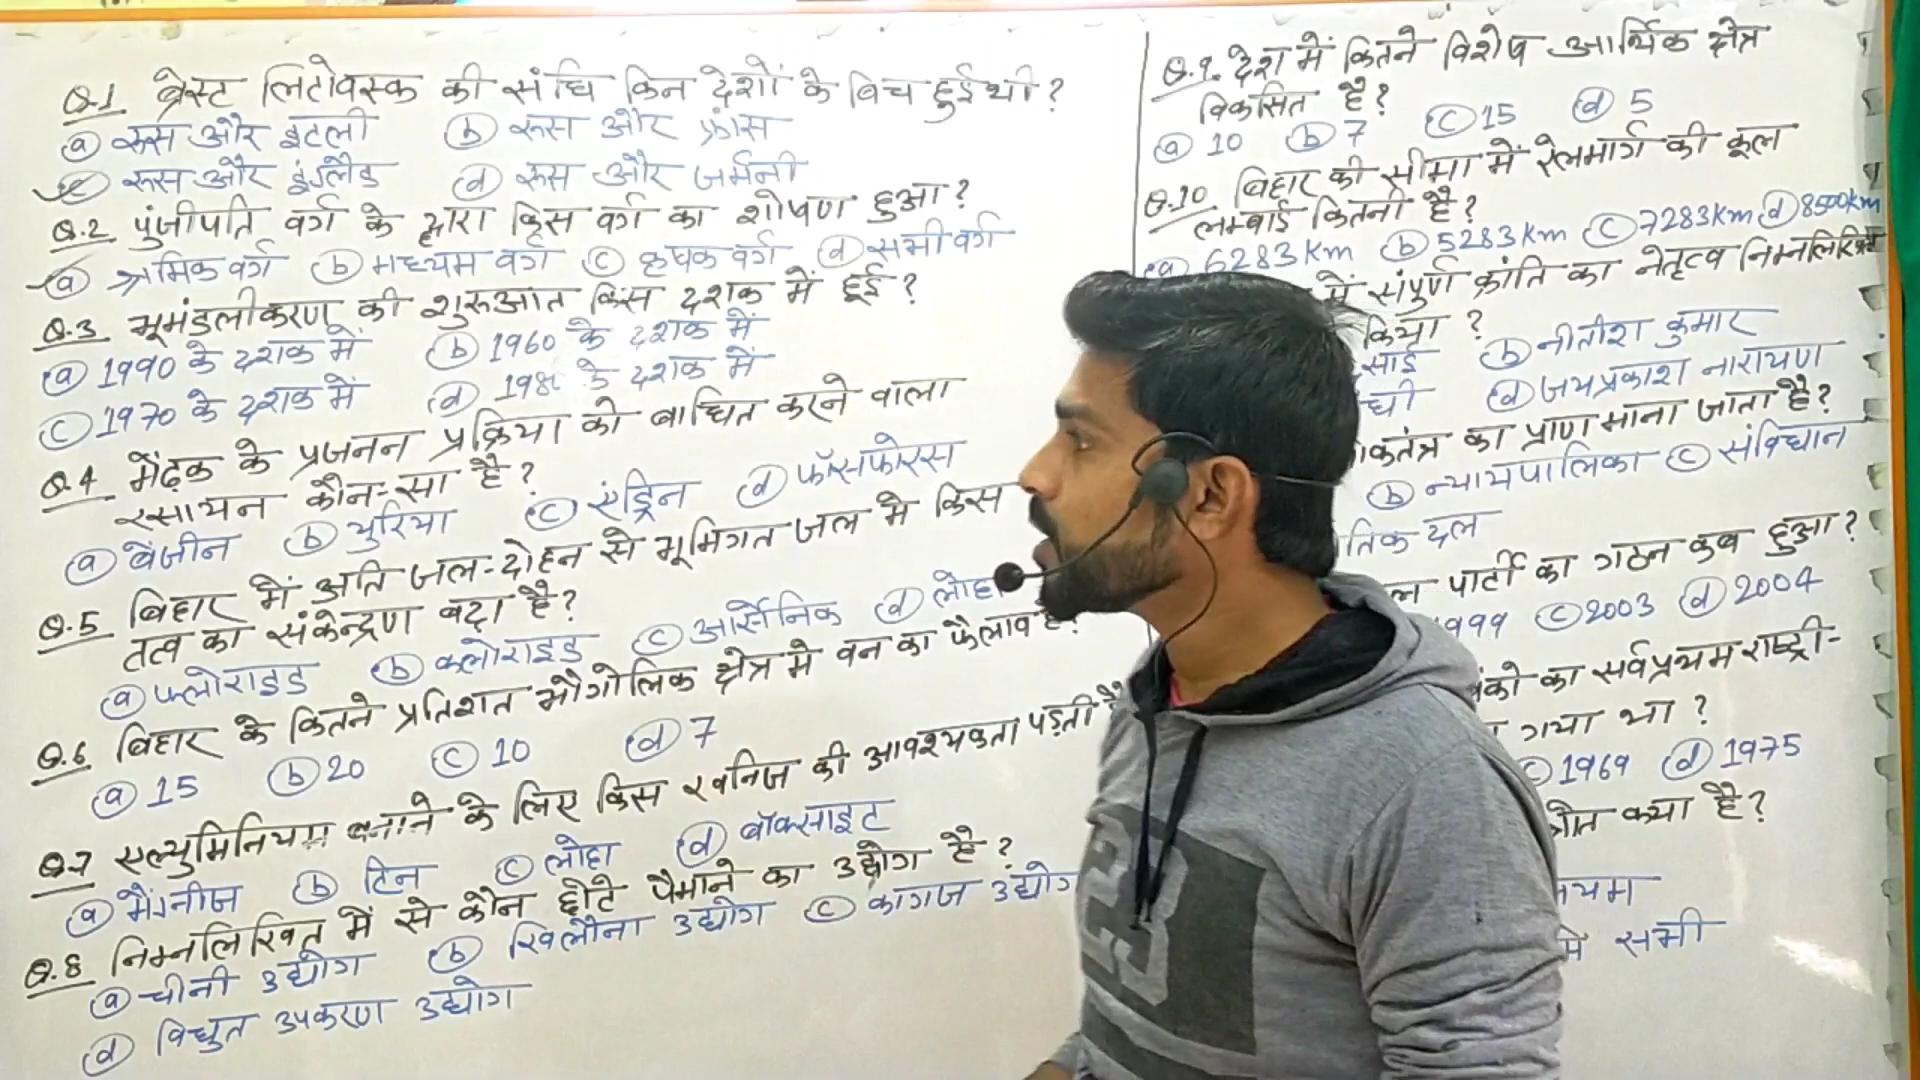 Q.1 ब्रेस्ट लिटोवस्क की संधि किन देशों के बिच हुई थी ?
ⓐ रूस और इटली ⓑ रूस और फ्रांस
ⓒ रूस और इंग्लैंड ⓓ रूस और जर्मनी
Q.2 पुंजीपति वर्ग के द्वारा किस वर्ग का शोषण हुआ ?
ⓐ श्रमिक वर्ग ⓑ मध्यम वर्ग ⓒ कृषक वर्ग ⓓ सभी वर्ग
Q.3 भूमंडलीकरण की शुरुआत किस दशक में हुई ?
ⓐ 1990 के दशक में ⓑ 1960 के दशक में
ⓒ 1970 के दशक में ⓓ के दशक में
Q.4 मेंढ़क के प्रजनन प्रक्रिया को बाधित करने वाला
रसायन कौन-सा है ?
ⓐ बेंजीन ⓑ युरिया ⓒ एंड्रिन ⓓ फॉसफोरस
Q.5 बिहार में अति जल-दोहन से भूमिगत जल मे किस
तत्व का संकेन्द्रण बढ़ा है ?
ⓐ फ्लोराइड ⓑ क्लोराइड ⓒ आर्सेनिक ⓓ लोहा
Q.6 बिहार के कितने प्रतिशत भौगोलिक क्षेत्र मे वन का फैलाव है ?
ⓐ 15 ⓑ 20 ⓒ 10 ⓓ 7
Q.7 एल्युमिनियम बनाने के लिए किस खनिज की आवश्यकता पड़ती है
ⓐ मैंग्नीज ⓑ टिन ⓒ लोहा ⓓ बॉक्साइट
Q.8 निम्नलिखित में से कौन छोटे पैमाने का उद्योग है ?
ⓐ चीनी उद्योग ⓑ खिलौना उद्योग ⓒ कागज उद्योग
ⓓ विद्युत उपकरण उद्योग
Q.9. देश में कितने विशेष आर्थिक क्षेत्र
विकसित है ?
ⓐ 10 ⓑ 7 ⓒ 15 ⓓ 5
Q.10 बिहार की सीमा में रेलमार्ग की कूल
लम्बाई कितनी है ?
ⓐ 6283 Km ⓑ 5283 Km ⓒ 7283 Km ⓓ 8500 Km
में संपुर्ण क्रांति का नेतृत्व निम्नलिखित
किया ?
ⓑ नीतीश कुमार
ⓓ जयप्रकाश नारायण
का प्राण माना जाता है ?
ⓑ न्यायपालिका ⓒ संविधान
दल
पार्टी का गठन कब हुआ ?
1999 ⓒ 2003 ⓓ 2004
का सर्वप्रथम राष्ट्री-
गया था ?
ⓒ 1969 ⓓ 1975
क्या है ?
सभी
23